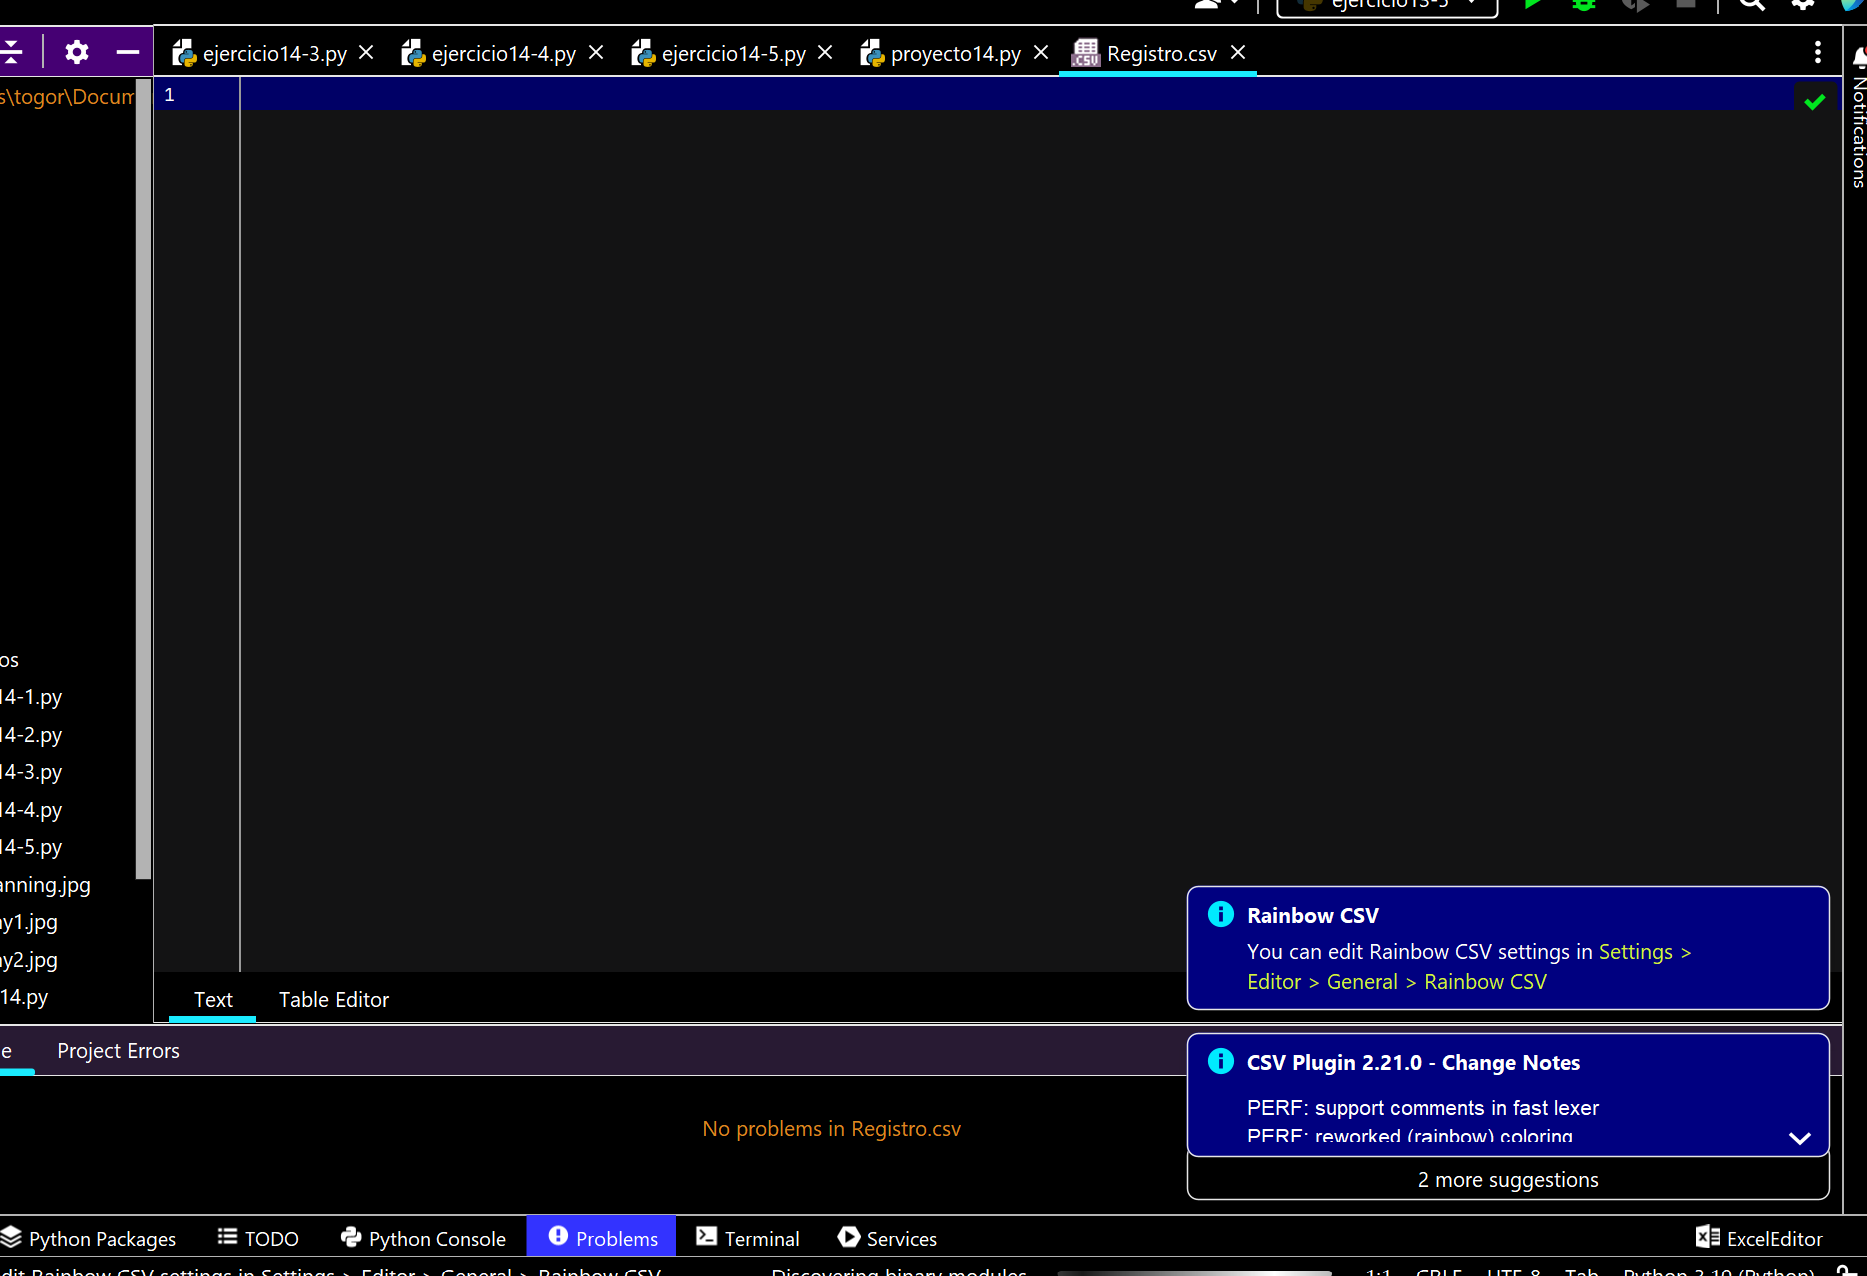 ejercicio13-5
ejercicio14-3.py
ejercicio14-4.py
ejercicio14-5.py
proyecto14.py
Registro.csv
s\togor\Docum
1
Notifications
os
14-1.py
14-2.py
14-3.py
14-4.py
14-5.py
anning.jpg
y1.jpg
y2.jpg
14.py
Rainbow CSV
You can edit Rainbow CSV settings in Settings >
Editor > General > Rainbow CSV
Text Table Editor
e Project Errors
CSV Plugin 2.21.0 - Change Notes
PERF: support comments in fast lexer
PERF: reworked (rainbow) coloring
No problems in Registro.csv
2 more suggestions
Python Packages TODO Python Console Problems Terminal Services ExcelEditor
dit Rainbow CSV settings in Settings > Editor > General > Rainbow CSV Discovering binary modules 1:1 CRLF UTF-8 Tab Python 3.10 (Python)